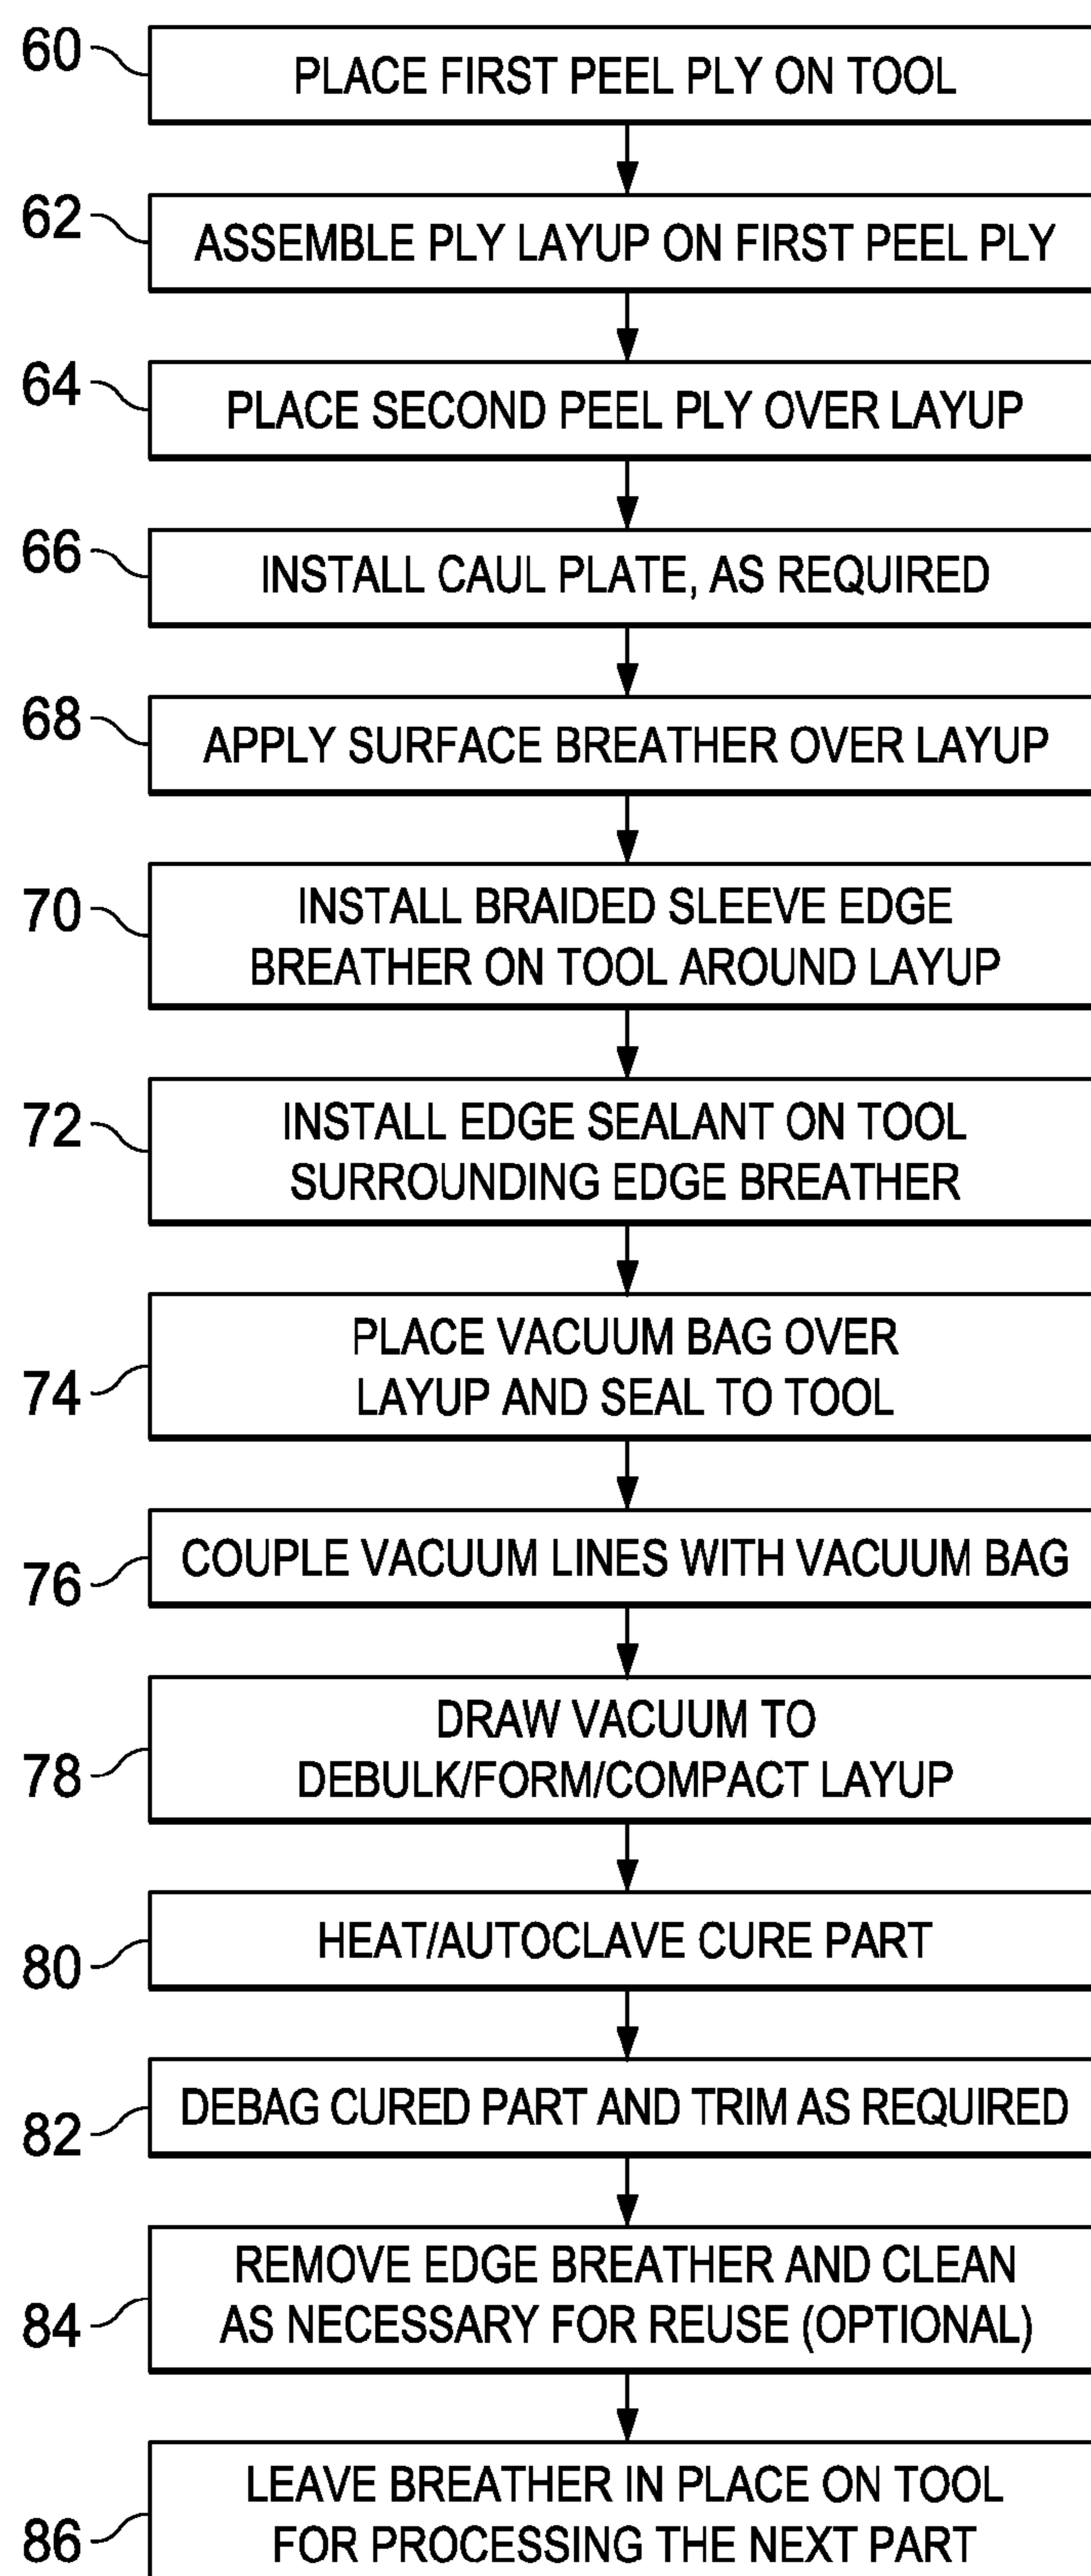 60 PLACE FIRST PEEL PLY ON TOOL
62 ASSEMBLE PLY LAYUP ON FIRST PEEL PLY
64 PLACE SECOND PEEL PLY OVER LAYUP
66 INSTALL CAUL PLATE, AS REQUIRED
68 APPLY SURFACE BREATHER OVER LAYUP
70 INSTALL BRAIDED SLEEVE EDGE
BREATHER ON TOOL AROUND LAYUP
72 INSTALL EDGE SEALANT ON TOOL
SURROUNDING EDGE BREATHER
74 PLACE VACUUM BAG OVER
LAYUP AND SEAL TO TOOL
76 COUPLE VACUUM LINES WITH VACUUM BAG
78 DRAW VACUUM TO
DEBULK/FORM/COMPACT LAYUP
80 HEAT/AUTOCLAVE CURE PART
82 DEBAG CURED PART AND TRIM AS REQUIRED
84 REMOVE EDGE BREATHER AND CLEAN
AS NECESSARY FOR REUSE (OPTIONAL)
86 LEAVE BREATHER IN PLACE ON TOOL
FOR PROCESSING THE NEXT PART